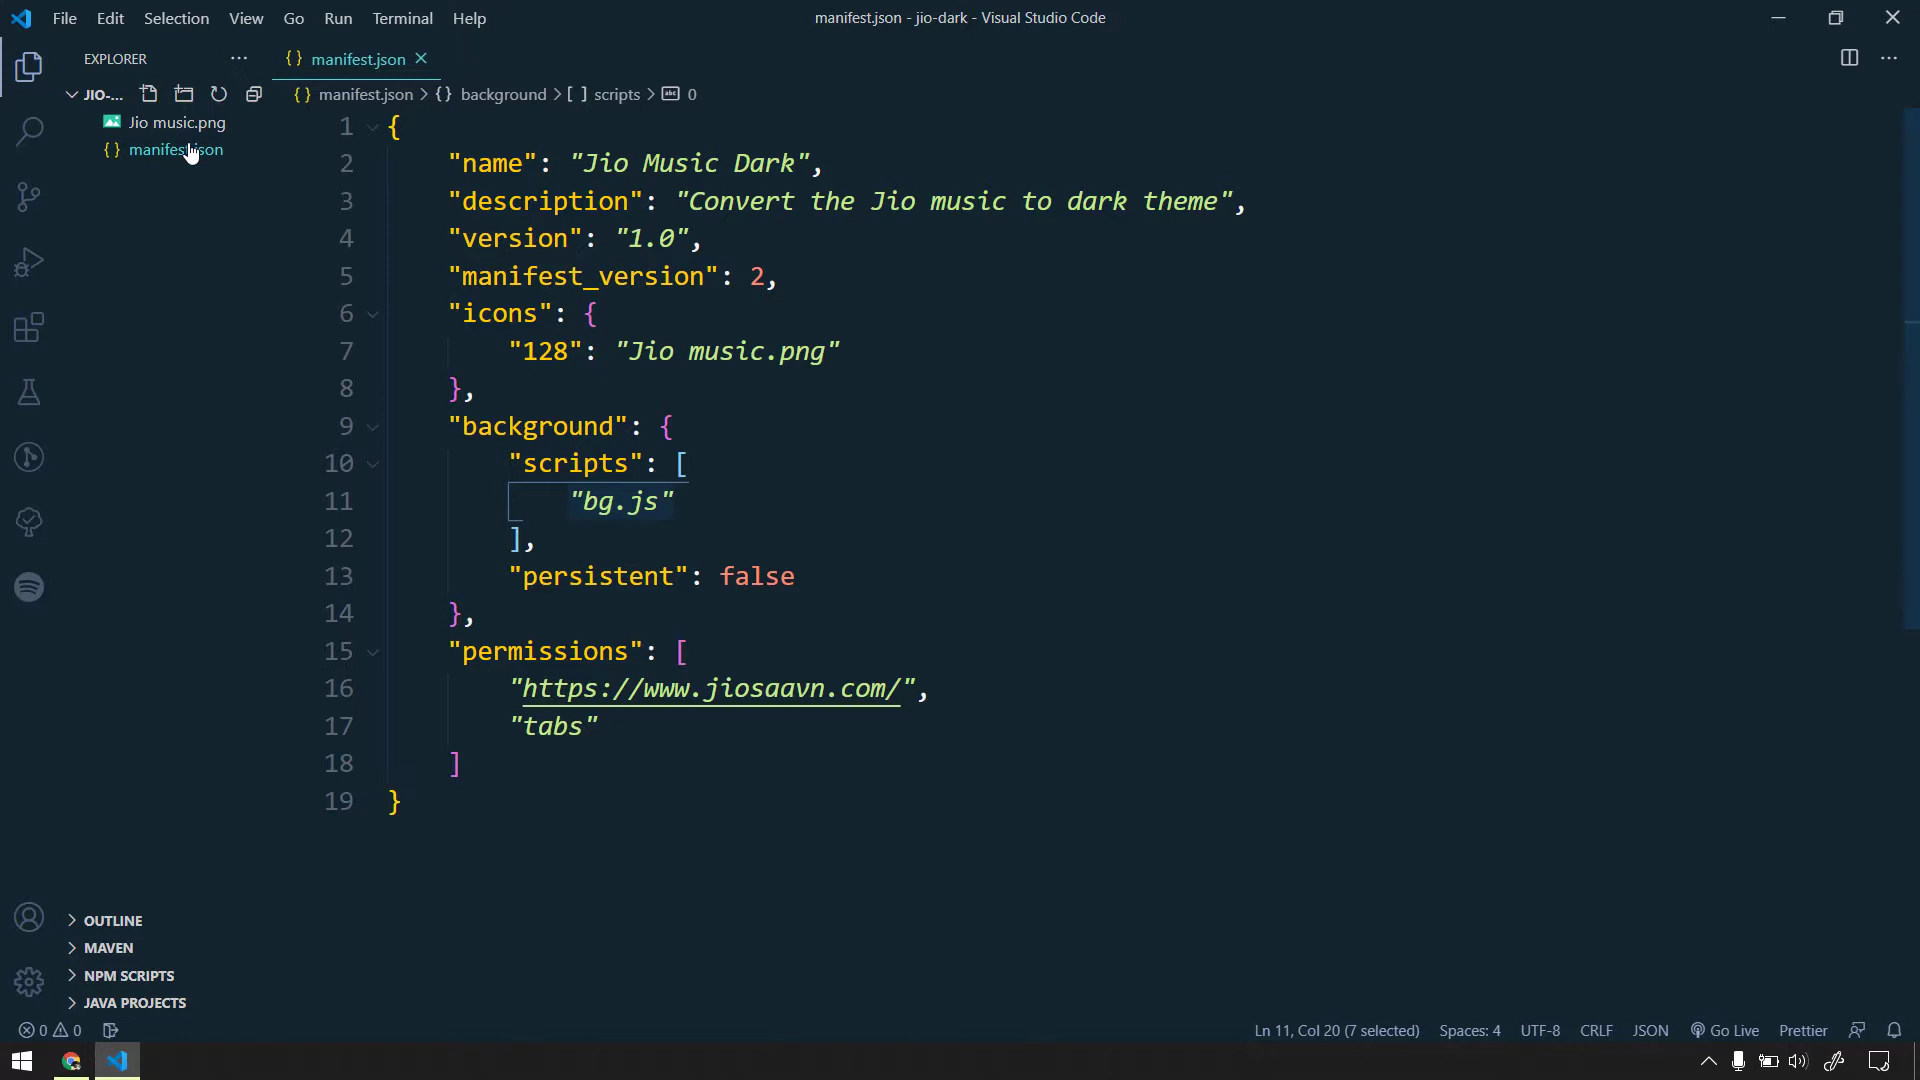 File Edit Selection View Go Run Terminal Help
manifest.json - jio-dark - Visual Studio Code
EXPLORER
manifest.json
JIO-...
manifest.json > {} background > [ ] scripts > abc 0
Jio music.png
manifest.json
1 {
2 "name": "Jio Music Dark",
3 "description": "Convert the Jio music to dark theme",
4 "version": "1.0",
5 "manifest_version": 2,
6 "icons": {
7 "128": "Jio music.png"
8 },
9 "background": {
10 "scripts": [
11 "bg.js"
12 ],
13 "persistent": false
14 },
15 "permissions": [
16 "https://www.jiosaavn.com/",
17 "tabs"
18 ]
19 }
OUTLINE
MAVEN
NPM SCRIPTS
JAVA PROJECTS
0 0
Ln 11, Col 20 (7 selected) Spaces: 4 UTF-8 CRLF JSON Go Live Prettier